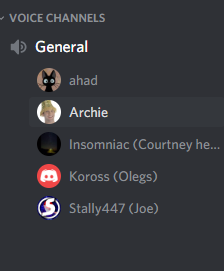 VOICE CHANNELS
General
ahad
Archie
Insomniac (Courtney he...
Koross (Olegs)
Stally447 (Joe)